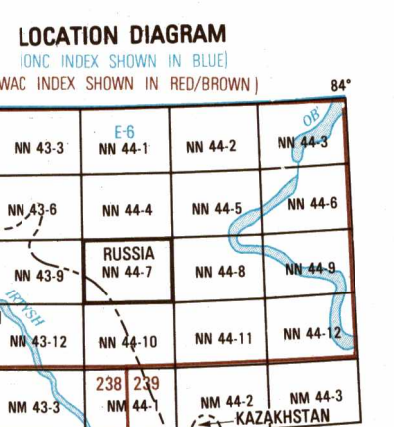 LOCATION DIAGRAM
(ONC INDEX SHOWN IN BLUE)
WAC INDEX SHOWN IN RED/BROWN)
84°
E-6
OB'
NN 43-3 NN 44-1 NN 44-2 NN 44-3
NN 43-6 NN 44-4 NN 44-5 NN 44-6
RUSSIA
NN 43-9 NN 44-7 NN 44-8 NN 44-9
IRTYSH
NN 43-12 NN 44-10 NN 44-11 NN 44-12
238 239
NM 43-3 NM 44-1 NM 44-2 NM 44-3
KAZAKHSTAN